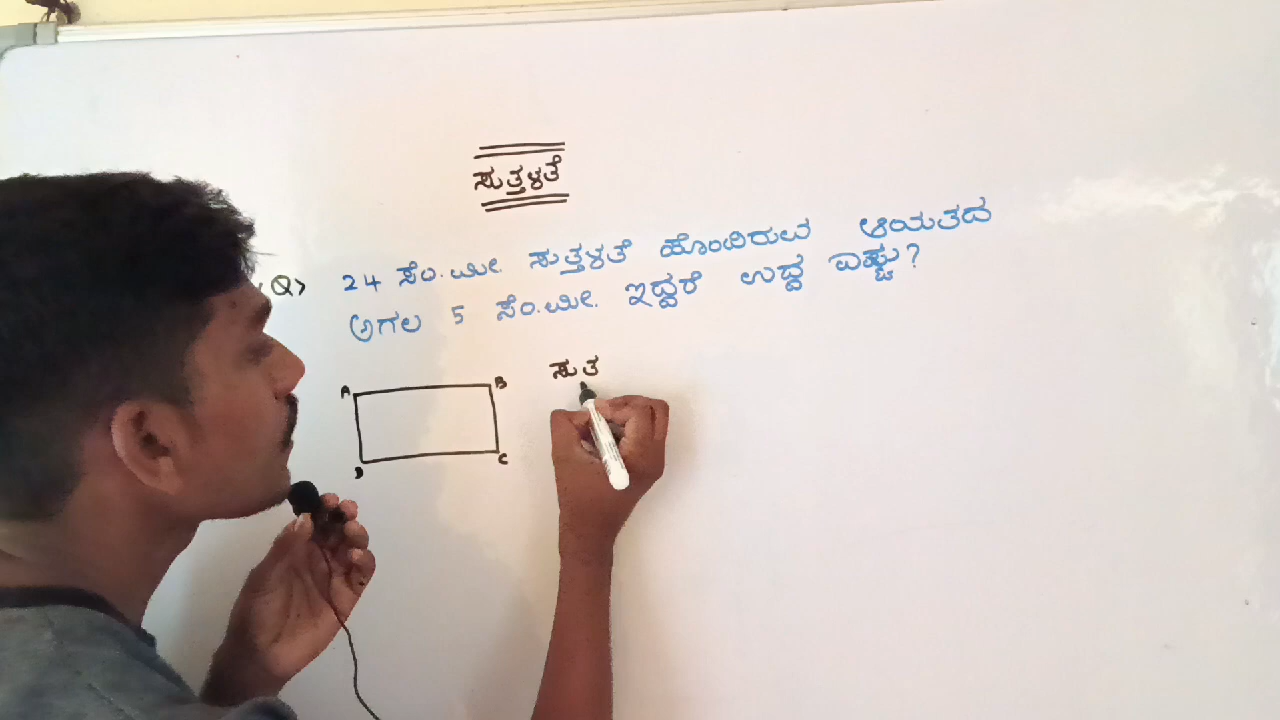 ಸುತ್ತಳತೆ
Q> 24 ಸೆಂ.ಮೀ. ಸುತ್ತಳತೆ ಹೊಂದಿರುವ ಆಯತದ
ಅಗಲ 5 ಸೆಂ.ಮೀ. ಇದ್ದರೆ ಉದ್ದ ಎಷ್ಟು?
ಸುತ
A B
D C